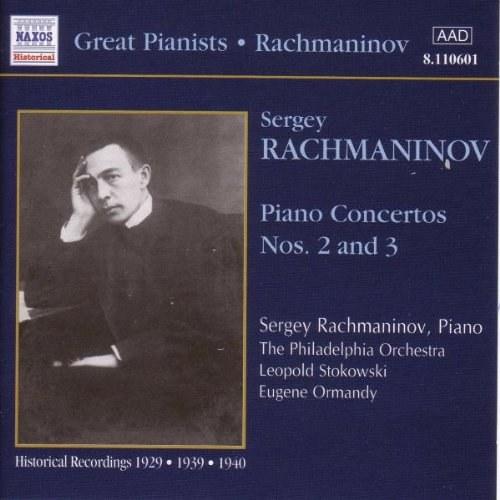 NAXOS
Historical
Great Pianists • Rachmaninov
AAD
8.110601
Sergey
RACHMANINOV
Piano Concertos
Nos. 2 and 3
Sergey Rachmaninov, Piano
The Philadelphia Orchestra
Leopold Stokowski
Eugene Ormandy
Historical Recordings 1929 • 1939 • 1940